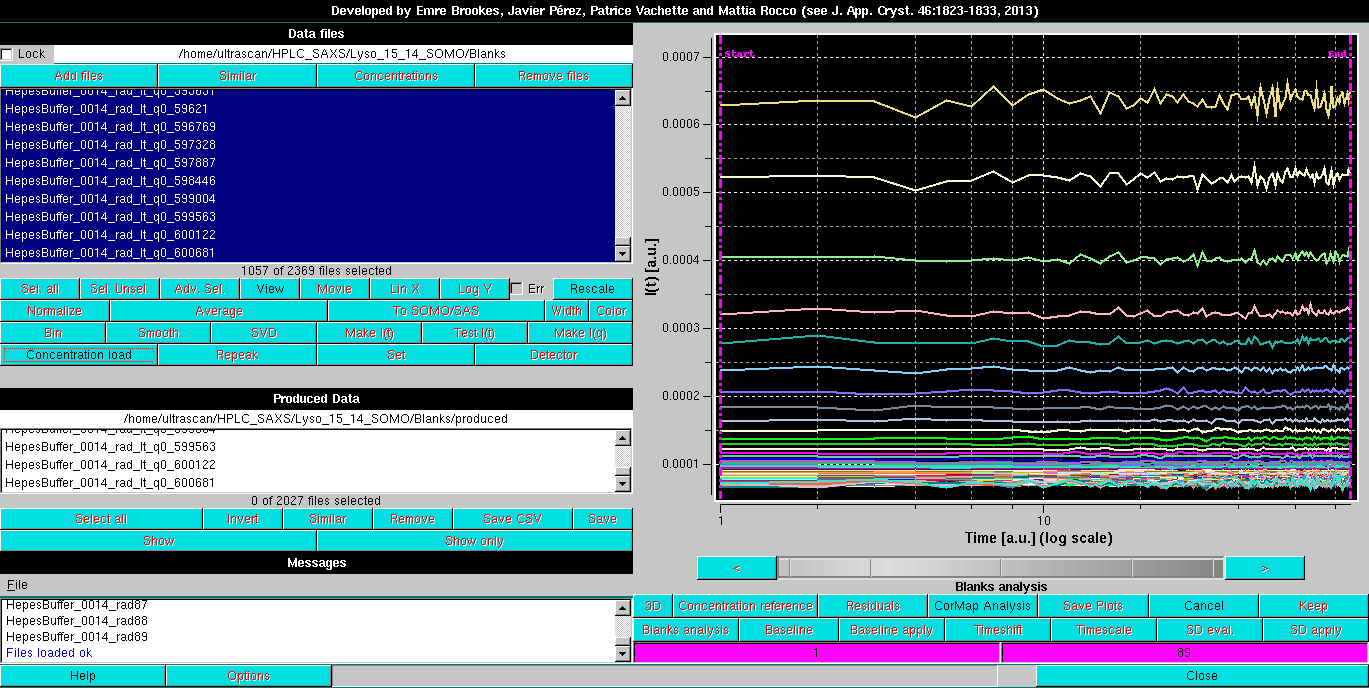 Developed by Emre Brookes, Javier Pérez, Patrice Vachette and Mattia Rocco (see J. App. Cryst. 46:1823-1833, 2013)
Data files
Lock /home/ultrascan/HPLC_SAXS/Lyso_15_14_SOMO/Blanks
Add files Similar Concentrations Remove files
HepesBuffer_0014_rad_It_q0_59621
HepesBuffer_0014_rad_It_q0_596769
HepesBuffer_0014_rad_It_q0_597328
HepesBuffer_0014_rad_It_q0_597887
HepesBuffer_0014_rad_It_q0_598446
HepesBuffer_0014_rad_It_q0_599004
HepesBuffer_0014_rad_It_q0_599563
HepesBuffer_0014_rad_It_q0_600122
HepesBuffer_0014_rad_It_q0_600681
1057 of 2369 files selected
Sel. all Sel. Unsel. Adv. Sel. View Movie Lin X Log Y Err Rescale
Normalize Average To SOMO/SAS Width Color
Bin Smooth SVD Make I(t) Test I(t) Make I(q)
Concentration load Repeak Set Detector
Produced Data
/home/ultrascan/HPLC_SAXS/Lyso_15_14_SOMO/Blanks/produced
HepesBuffer_0014_rad_It_q0_599563
HepesBuffer_0014_rad_It_q0_600122
HepesBuffer_0014_rad_It_q0_600681
0 of 2027 files selected
Select all Invert Similar Remove Save CSV Save
Show Show only
Messages
File
HepesBuffer_0014_rad87
HepesBuffer_0014_rad88
HepesBuffer_0014_rad89
Files loaded ok
Help Options
Start End
0.0007
0.0006
0.0005
0.0004
0.0003
0.0002
0.0001
I(t) [a.u.]
1 10
Time [a.u.] (log scale)
< >
Blanks analysis
3D Concentration reference Residuals CorMap Analysis Save Plots Cancel Keep
Blanks analysis Baseline Baseline apply Timeshift Timescale SD eval. SD apply
1 89
Close